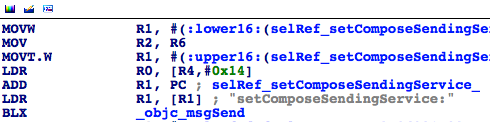 MOVW R1, #(:lower16:(selRef_setComposeSendingSe
MOV R2, R6
MOVT.W R1, #(:upper16:(selRef_setComposeSendingSe
LDR R0, [R4,#0x14]
ADD R1, PC ; selRef_setComposeSendingService_
LDR R1, [R1] ; "setComposeSendingService:"
BLX _objc_msgSend